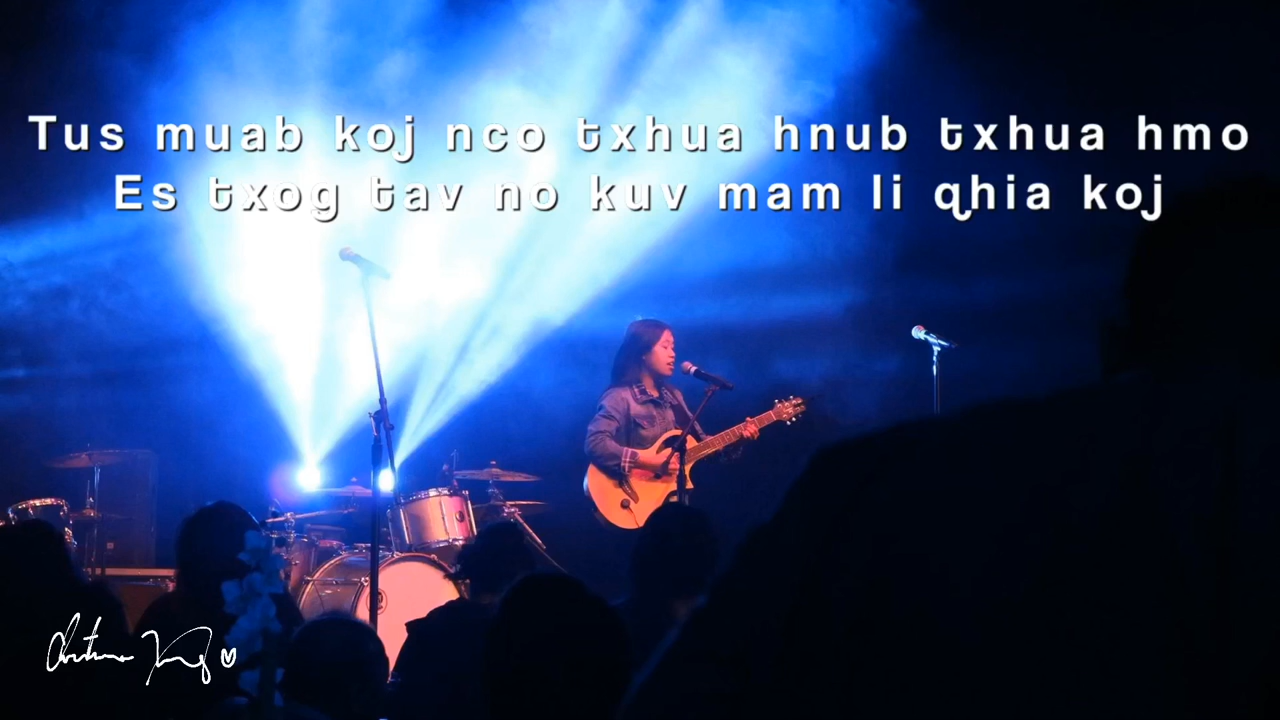 Tus muab koj nco txhua hnub txhua hmo
Es txog tav no kuv mam li qhia koj